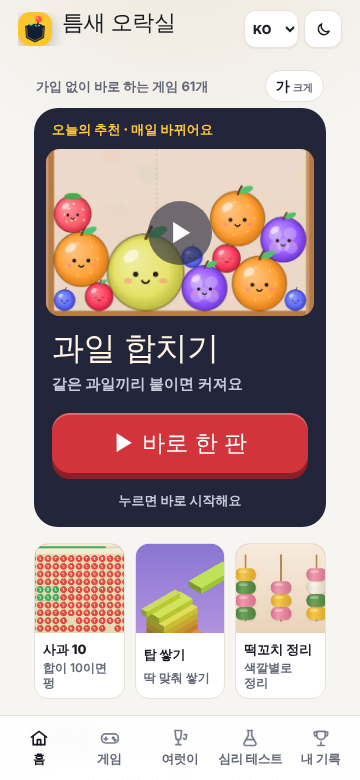 틈새 오락실
KO
가입 없이 바로 하는 게임 61개
가 크게
오늘의 추천 · 매일 바뀌어요
과일 합치기
같은 과일끼리 붙이면 커져요
▶ 바로 한 판
누르면 바로 시작해요
사과 10
합이 10이면
펑
탑 쌓기
딱 맞춰 쌓기
떡꼬치 정리
색깔별로
정리
홈
게임
여럿이
심리 테스트
내 기록